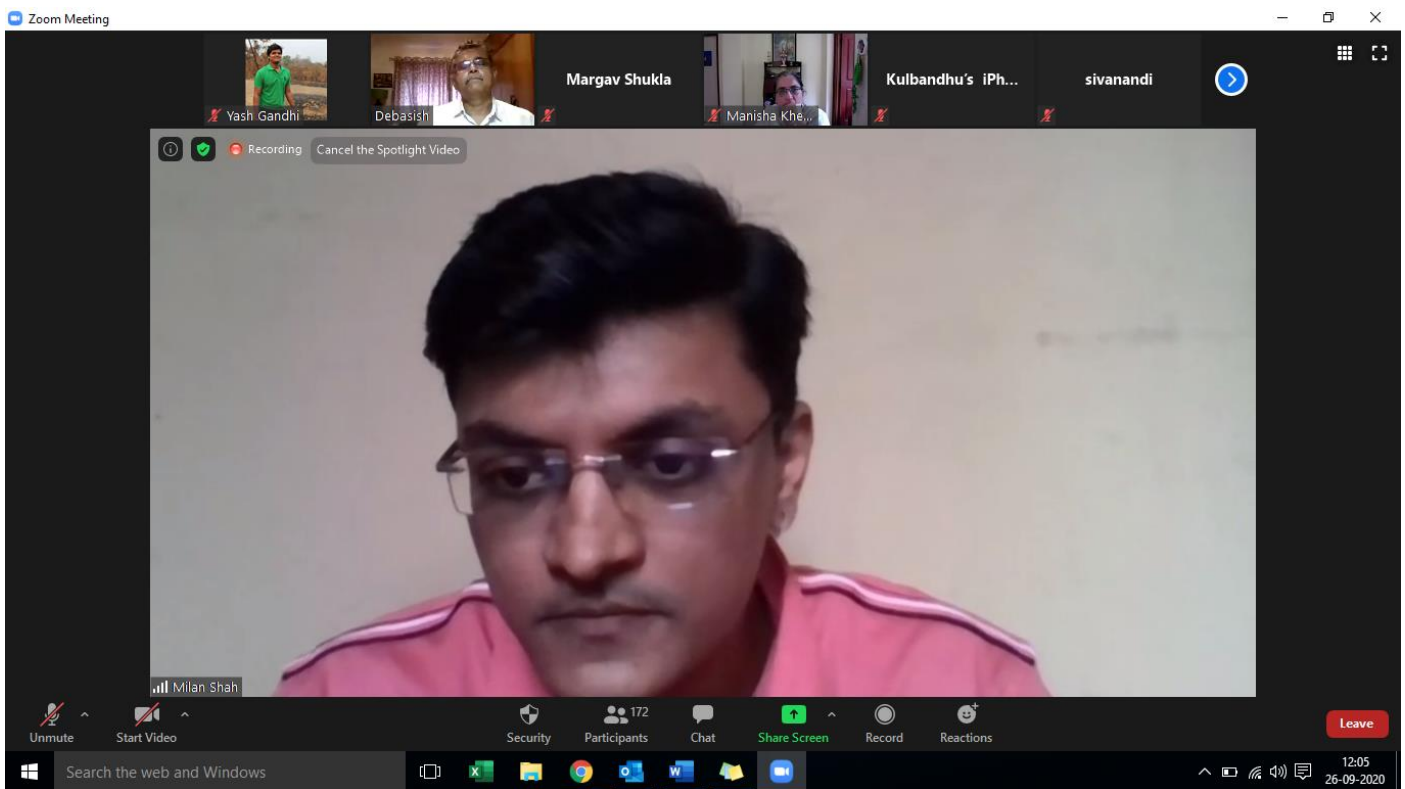 Zoom Meeting
Yash Gandhi
Debasish
Margav Shukla
Manisha Khe...
Kulbandhu's iPh...
sivanandi
Recording
Cancel the Spotlight Video
Milan Shah
Unmute
Start Video
Security
172
Participants
Chat
Share Screen
Record
Reactions
Leave
Search the web and Windows
12:05
26-09-2020